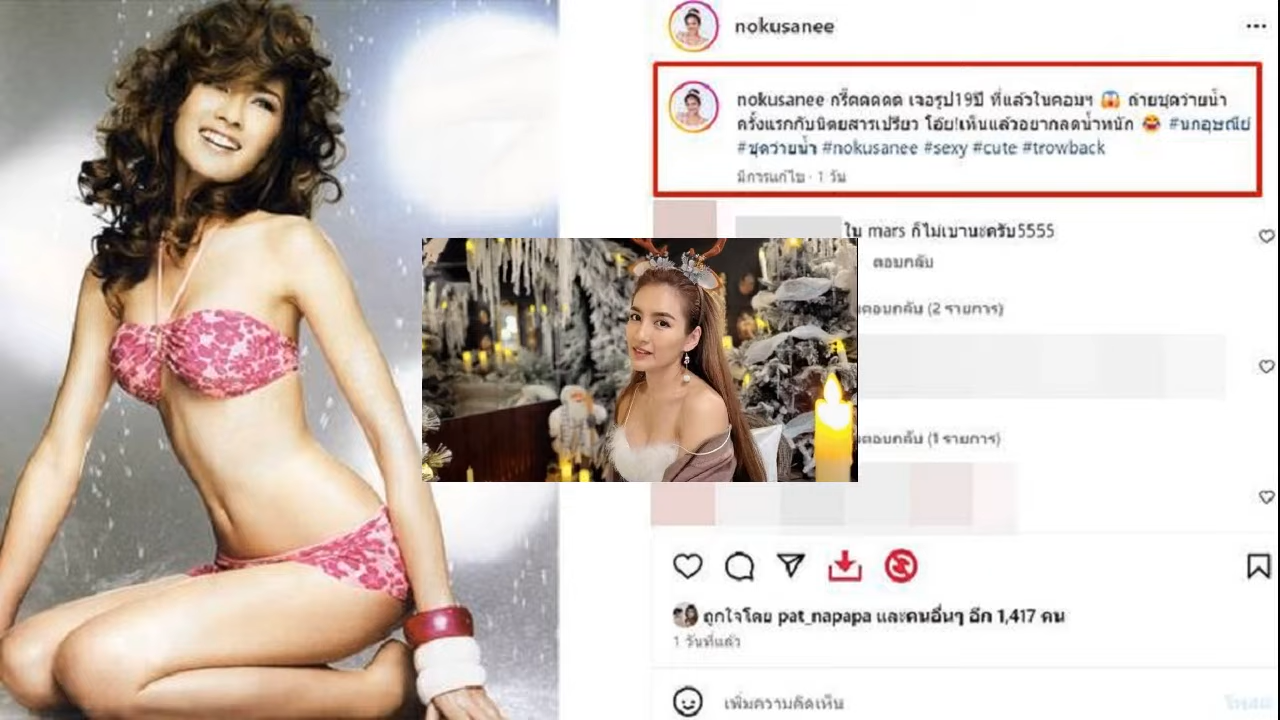 nokusanee
nokusanee กรี๊ดดดดด เจอรูป19ปี ที่แล้วในคอมฯ 😱 ถ่ายชุดว่ายน้ำ
ครั้งแรกกับนิตยสารเปรียว โอ๊ย!เห็นแล้วอยากลดน้ำหนัก 😂 #นกอุษณีย์
#ชุดว่ายน้ำ #nokusanee #sexy #cute #trowback
มีการแก้ไข · 1 วัน
ใน mars ก็ไม่เบานะครับ5555
ตอบกลับ
ตอบกลับ (2 รายการ)
ตอบกลับ (1 รายการ)
ถูกใจโดย pat_napapa และคนอื่นๆ อีก 1,417 คน
1 วันที่แล้ว
เพิ่มความคิดเห็น
โพสต์